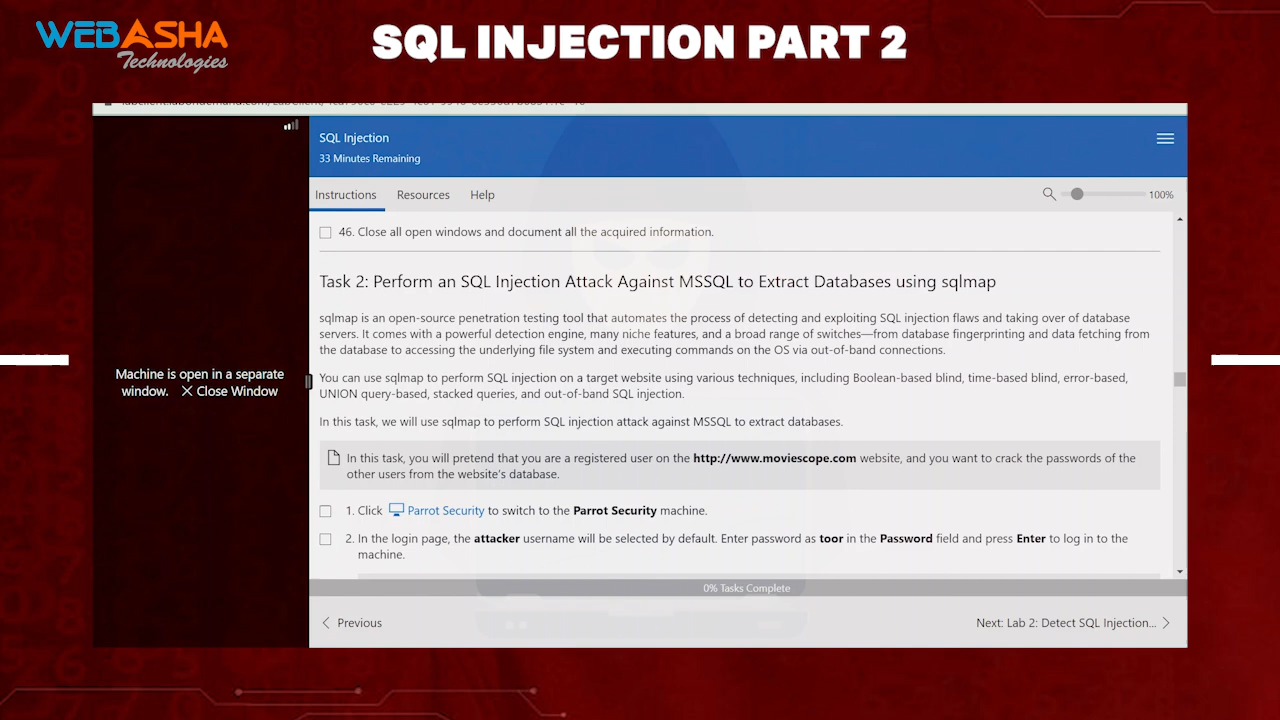 WEBASHA
Technologies
SQL INJECTION PART 2
SQL Injection
33 Minutes Remaining
Instructions Resources Help
100%
46. Close all open windows and document all the acquired information.
Task 2: Perform an SQL Injection Attack Against MSSQL to Extract Databases using sqlmap
sqlmap is an open-source penetration testing tool that automates the process of detecting and exploiting SQL injection flaws and taking over of database
servers. It comes with a powerful detection engine, many niche features, and a broad range of switches—from database fingerprinting and data fetching from
the database to accessing the underlying file system and executing commands on the OS via out-of-band connections.
Machine is open in a separate
window. ✕ Close Window
You can use sqlmap to perform SQL injection on a target website using various techniques, including Boolean-based blind, time-based blind, error-based,
UNION query-based, stacked queries, and out-of-band SQL injection.
In this task, we will use sqlmap to perform SQL injection attack against MSSQL to extract databases.
In this task, you will pretend that you are a registered user on the http://www.moviescope.com website, and you want to crack the passwords of the
other users from the website's database.
1. Click Parrot Security to switch to the Parrot Security machine.
2. In the login page, the attacker username will be selected by default. Enter password as toor in the Password field and press Enter to log in to the
machine.
0% Tasks Complete
Previous
Next: Lab 2: Detect SQL Injection...